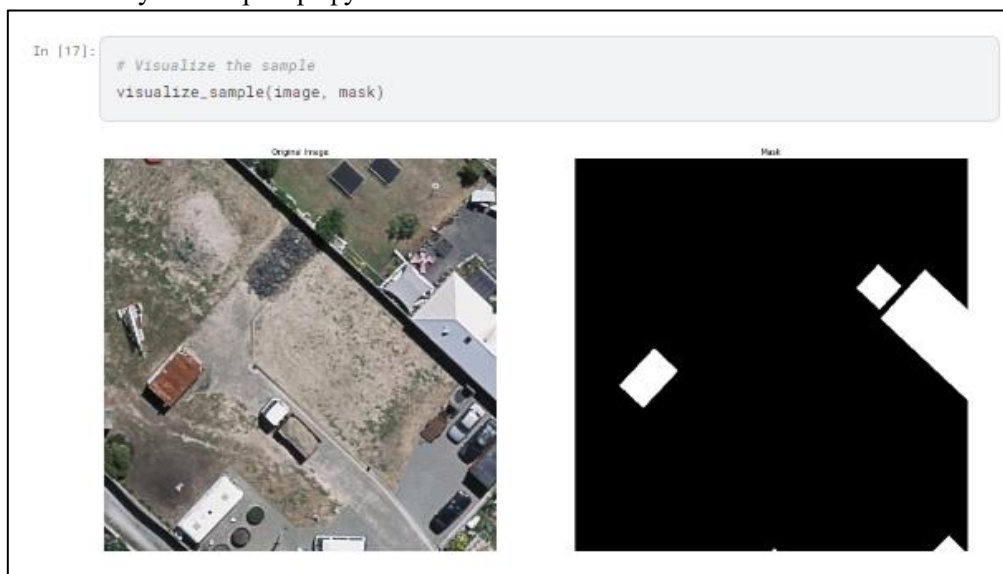 In [17]:
# Visualize the sample
visualize_sample(image, mask)
Original Image
Mask